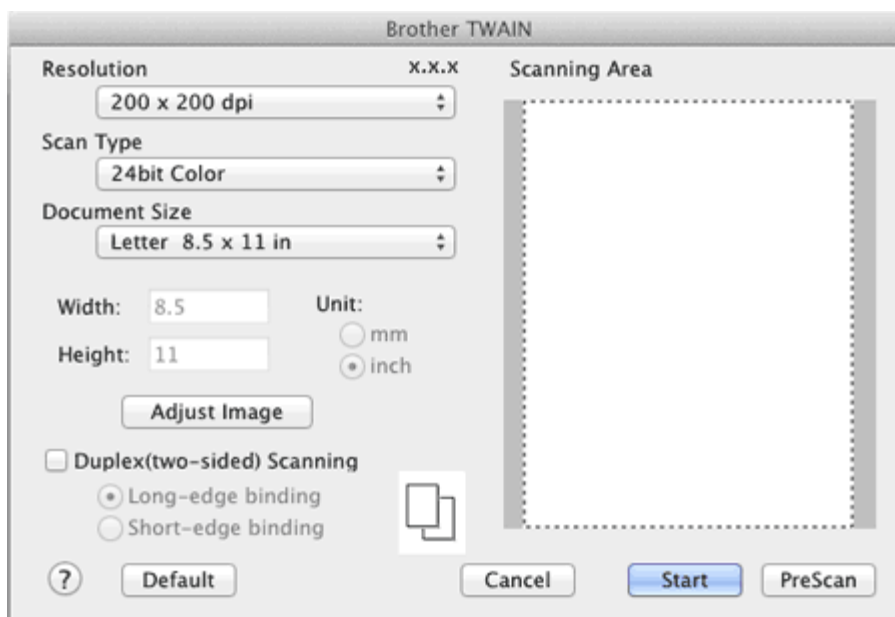 Brother TWAIN
Resolution x.x.x
200 x 200 dpi
Scan Type
24bit Color
Document Size
Letter 8.5 x 11 in
Width: 8.5
Height: 11
Unit:
mm
inch
Adjust Image
Duplex(two-sided) Scanning
Long-edge binding
Short-edge binding
Scanning Area
? Default Cancel Start PreScan